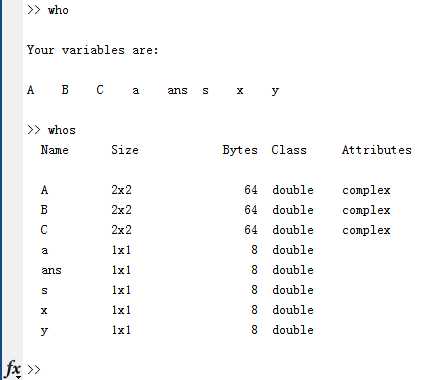 >> who
Your variables are:
A B C a ans s x y
>> whos
Name Size Bytes Class Attributes
A 2x2 64 double complex
B 2x2 64 double complex
C 2x2 64 double complex
a 1x1 8 double
ans 1x1 8 double
s 1x1 8 double
x 1x1 8 double
y 1x1 8 double
fx >>